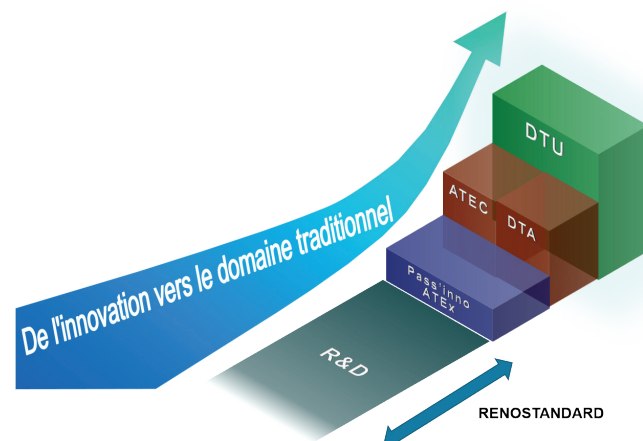 De l'innovation vers le domaine traditionnel
DTU
ATEC
DTA
Pass'inno
ATEx
R&D
RENOSTANDARD